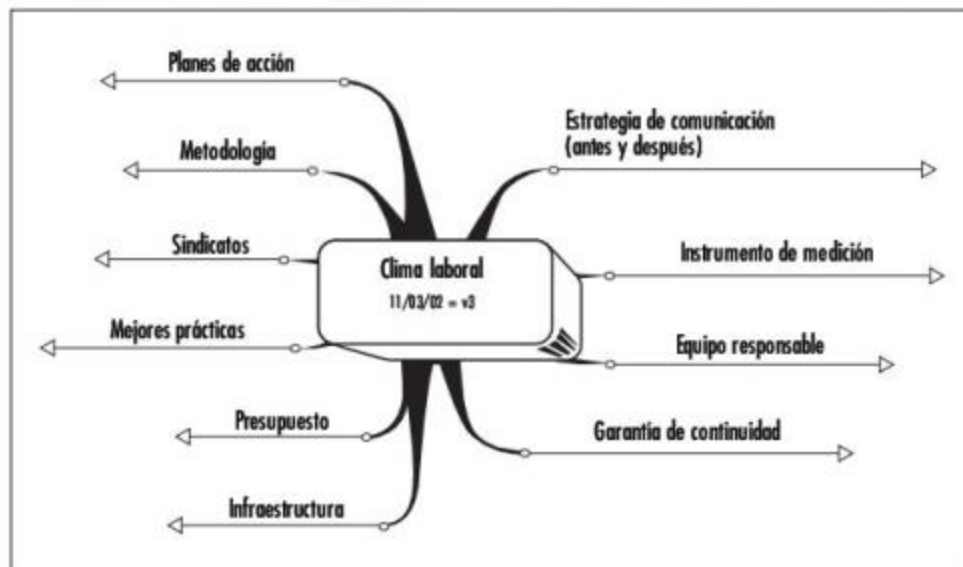 Planes de acción
Metodología
Sindicatos
Mejores prácticas
Presupuesto
Infraestructura
Clima laboral
11/03/02 = v3
Estrategia de comunicación
(antes y después)
Instrumento de medición
Equipo responsable
Garantía de continuidad